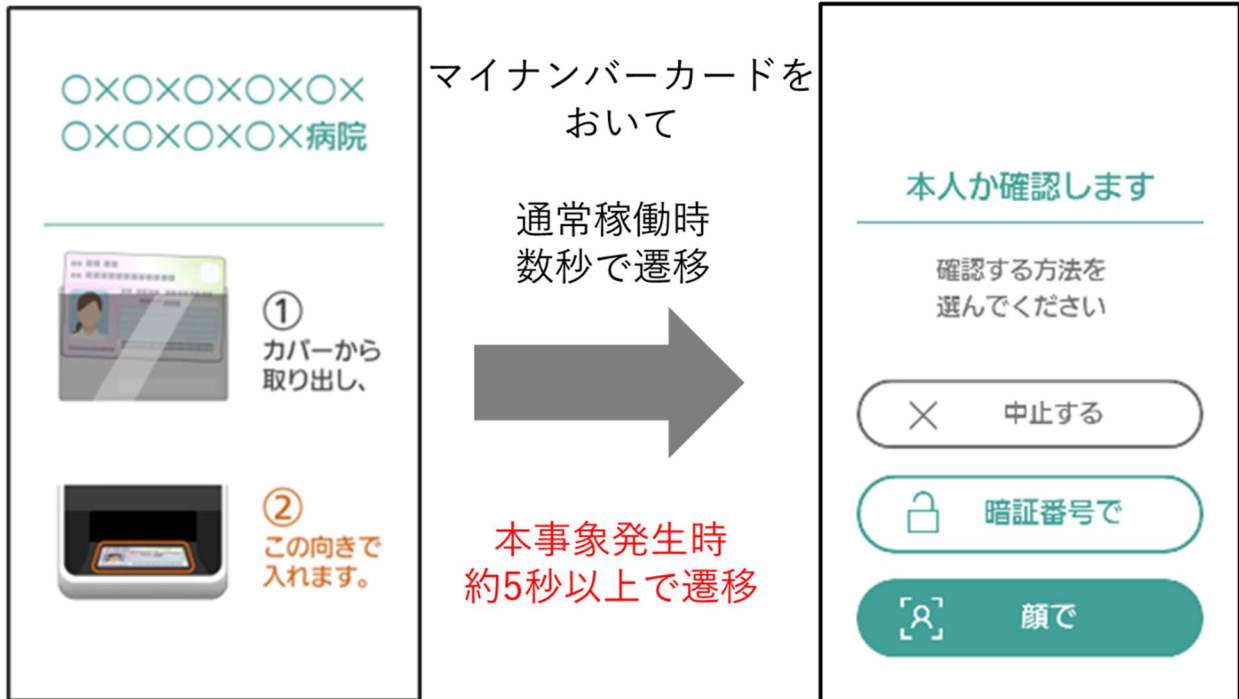 ○×○×○×○×○×
○×○×○×○×病院
①
カバーから
取り出し、
②
この向きで
入れます。
マイナンバーカードを
おいて
通常稼働時
数秒で遷移
本事象発生時
約5秒以上で遷移
本人か確認します
確認する方法を
選んでください
× 中止する
暗証番号で
顔で